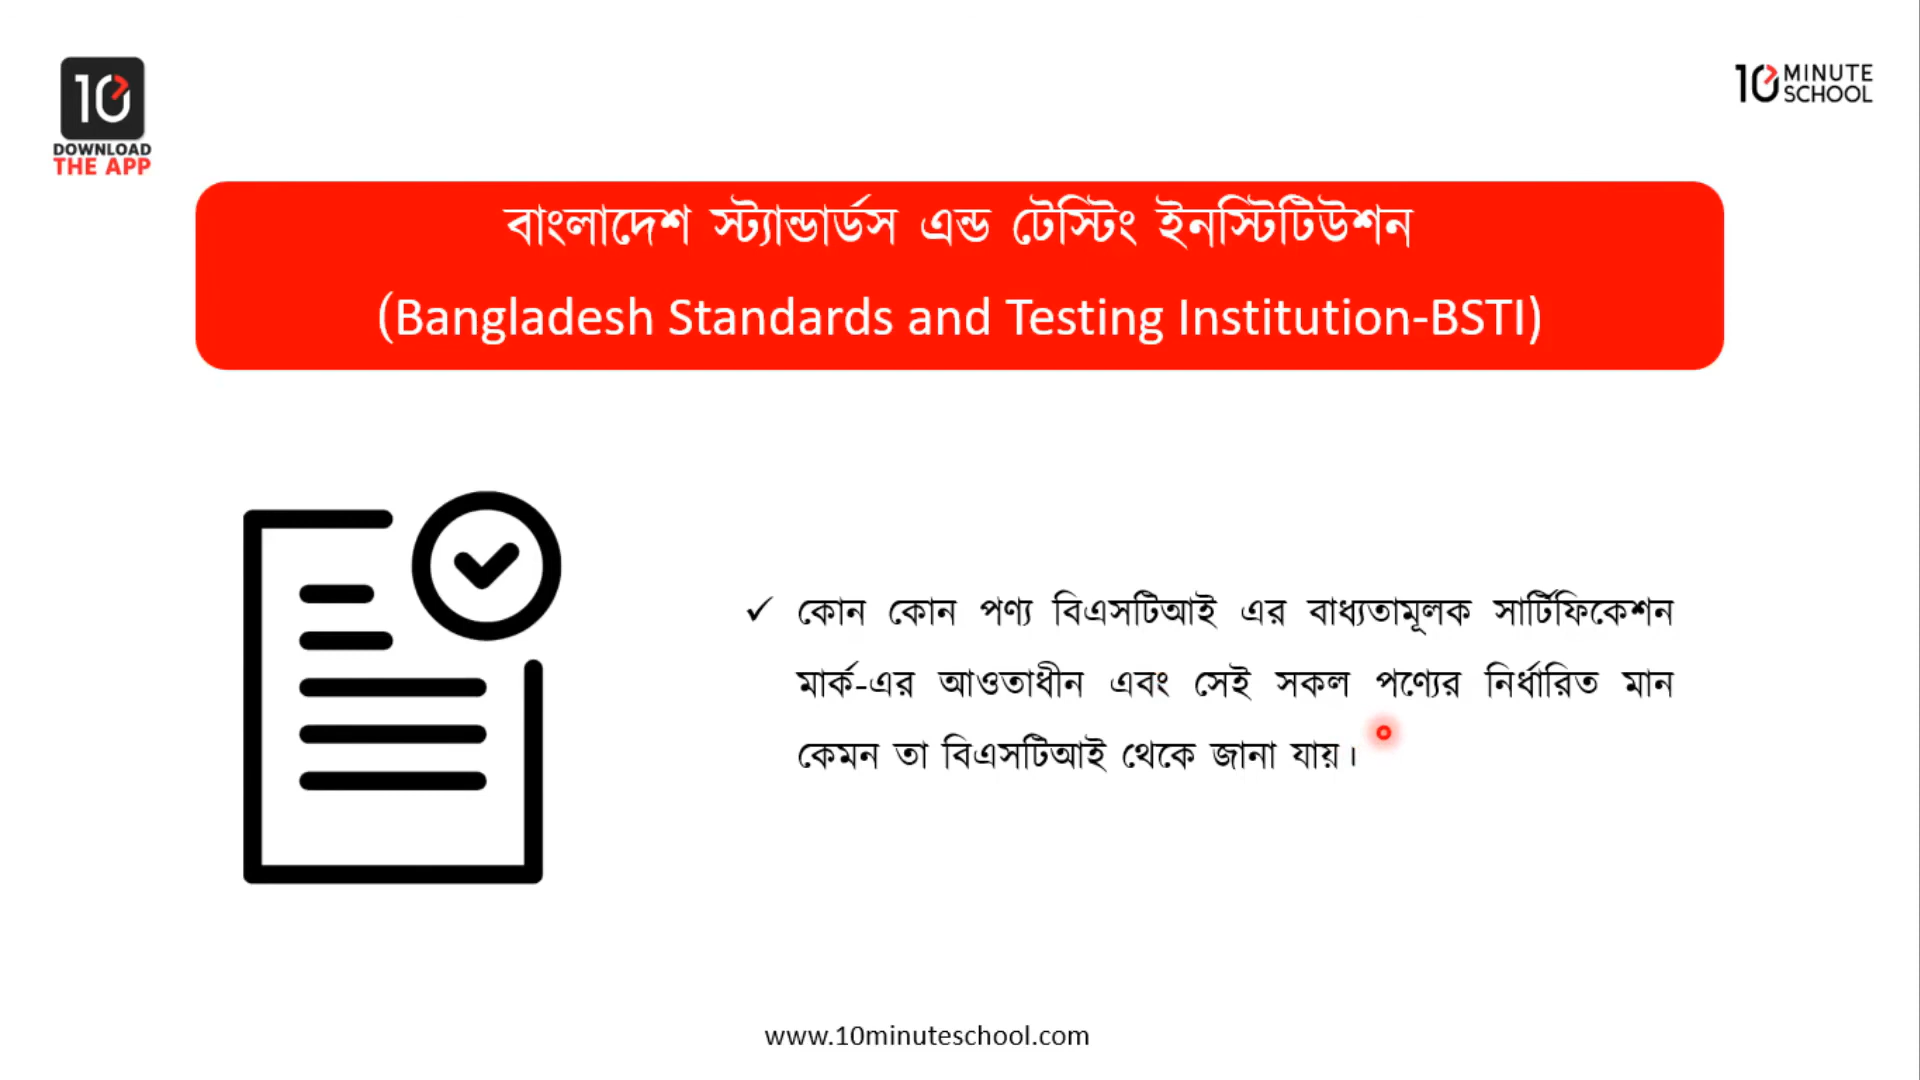 10
DOWNLOAD
THE APP
10 MINUTE
SCHOOL
বাংলাদেশ স্ট্যান্ডার্ডস এন্ড টেস্টিং ইনস্টিটিউশন
(Bangladesh Standards and Testing Institution-BSTI)
✓ কোন কোন পণ্য বিএসটিআই এর বাধ্যতামূলক সার্টিফিকেশন
মার্ক-এর আওতাধীন এবং সেই সকল পণ্যের নির্ধারিত মান
কেমন তা বিএসটিআই থেকে জানা যায়।
www.10minuteschool.com